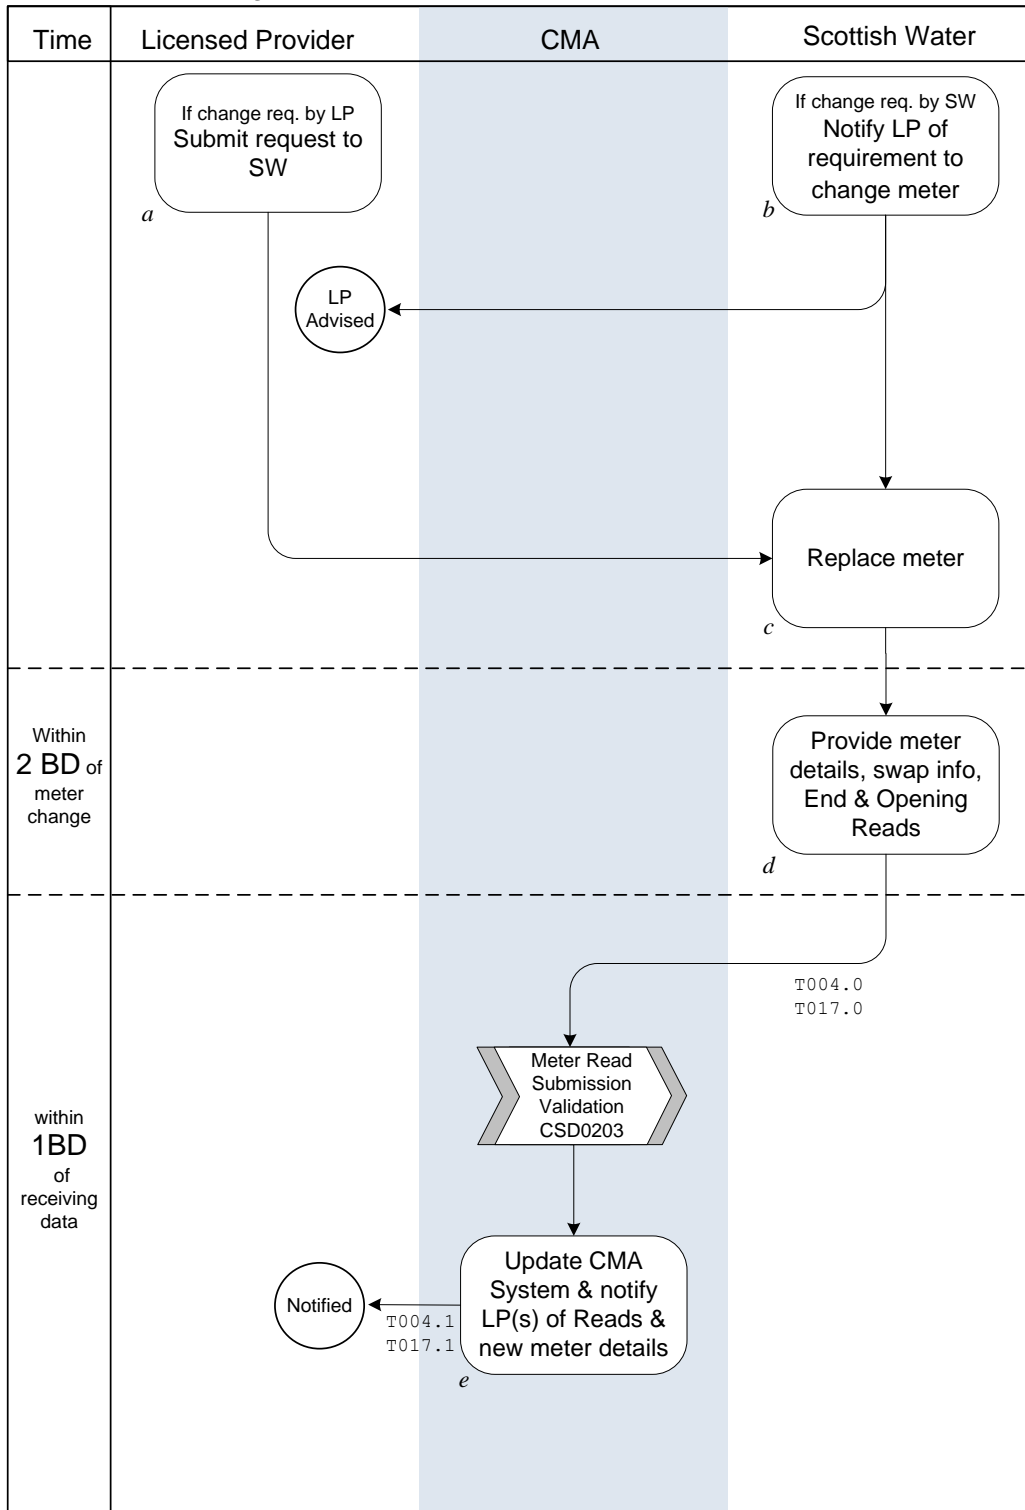 Time
Licensed Provider
CMA
Scottish Water
If change req. by LP
Submit request to
SW
a
If change req. by SW
Notify LP of
requirement to
change meter
b
LP
Advised
Replace meter
c
Within
2 BD of
meter
change
Provide meter
details, swap info,
End & Opening
Reads
d
T004.0
T017.0
within
1BD
of
receiving
data
Meter Read
Submission
Validation
CSD0203
Update CMA
System & notify
LP(s) of Reads &
new meter details
e
Notified
T004.1
T017.1